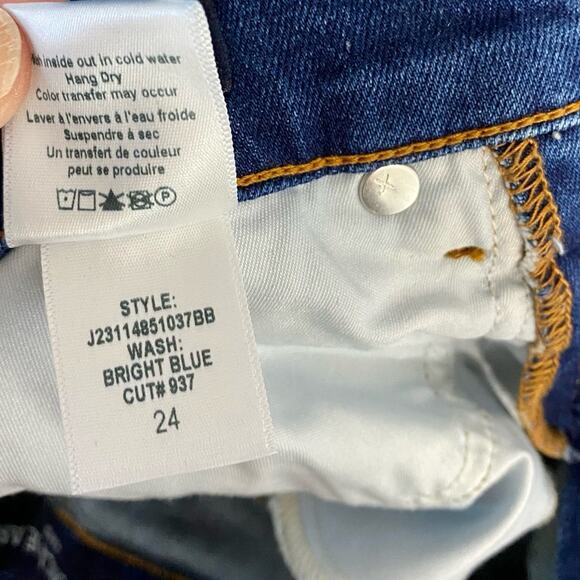 inside out in cold water
Hang Dry
Color transfer may occur
Laver à l'envers à l'eau froide
Suspendre à sec
Un transfert de couleur
peut se produire
P
STYLE:
J23114851037BB
WASH:
BRIGHT BLUE
CUT# 937
24